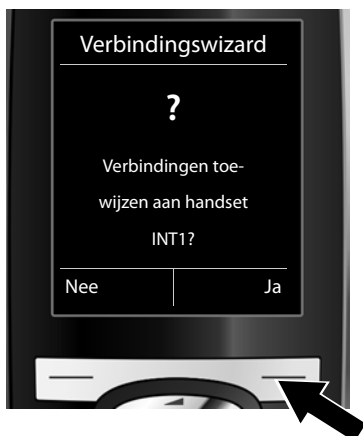 Verbindingswizard
?
Verbindingen toe-
wijzen aan handset
INT1?
Nee Ja